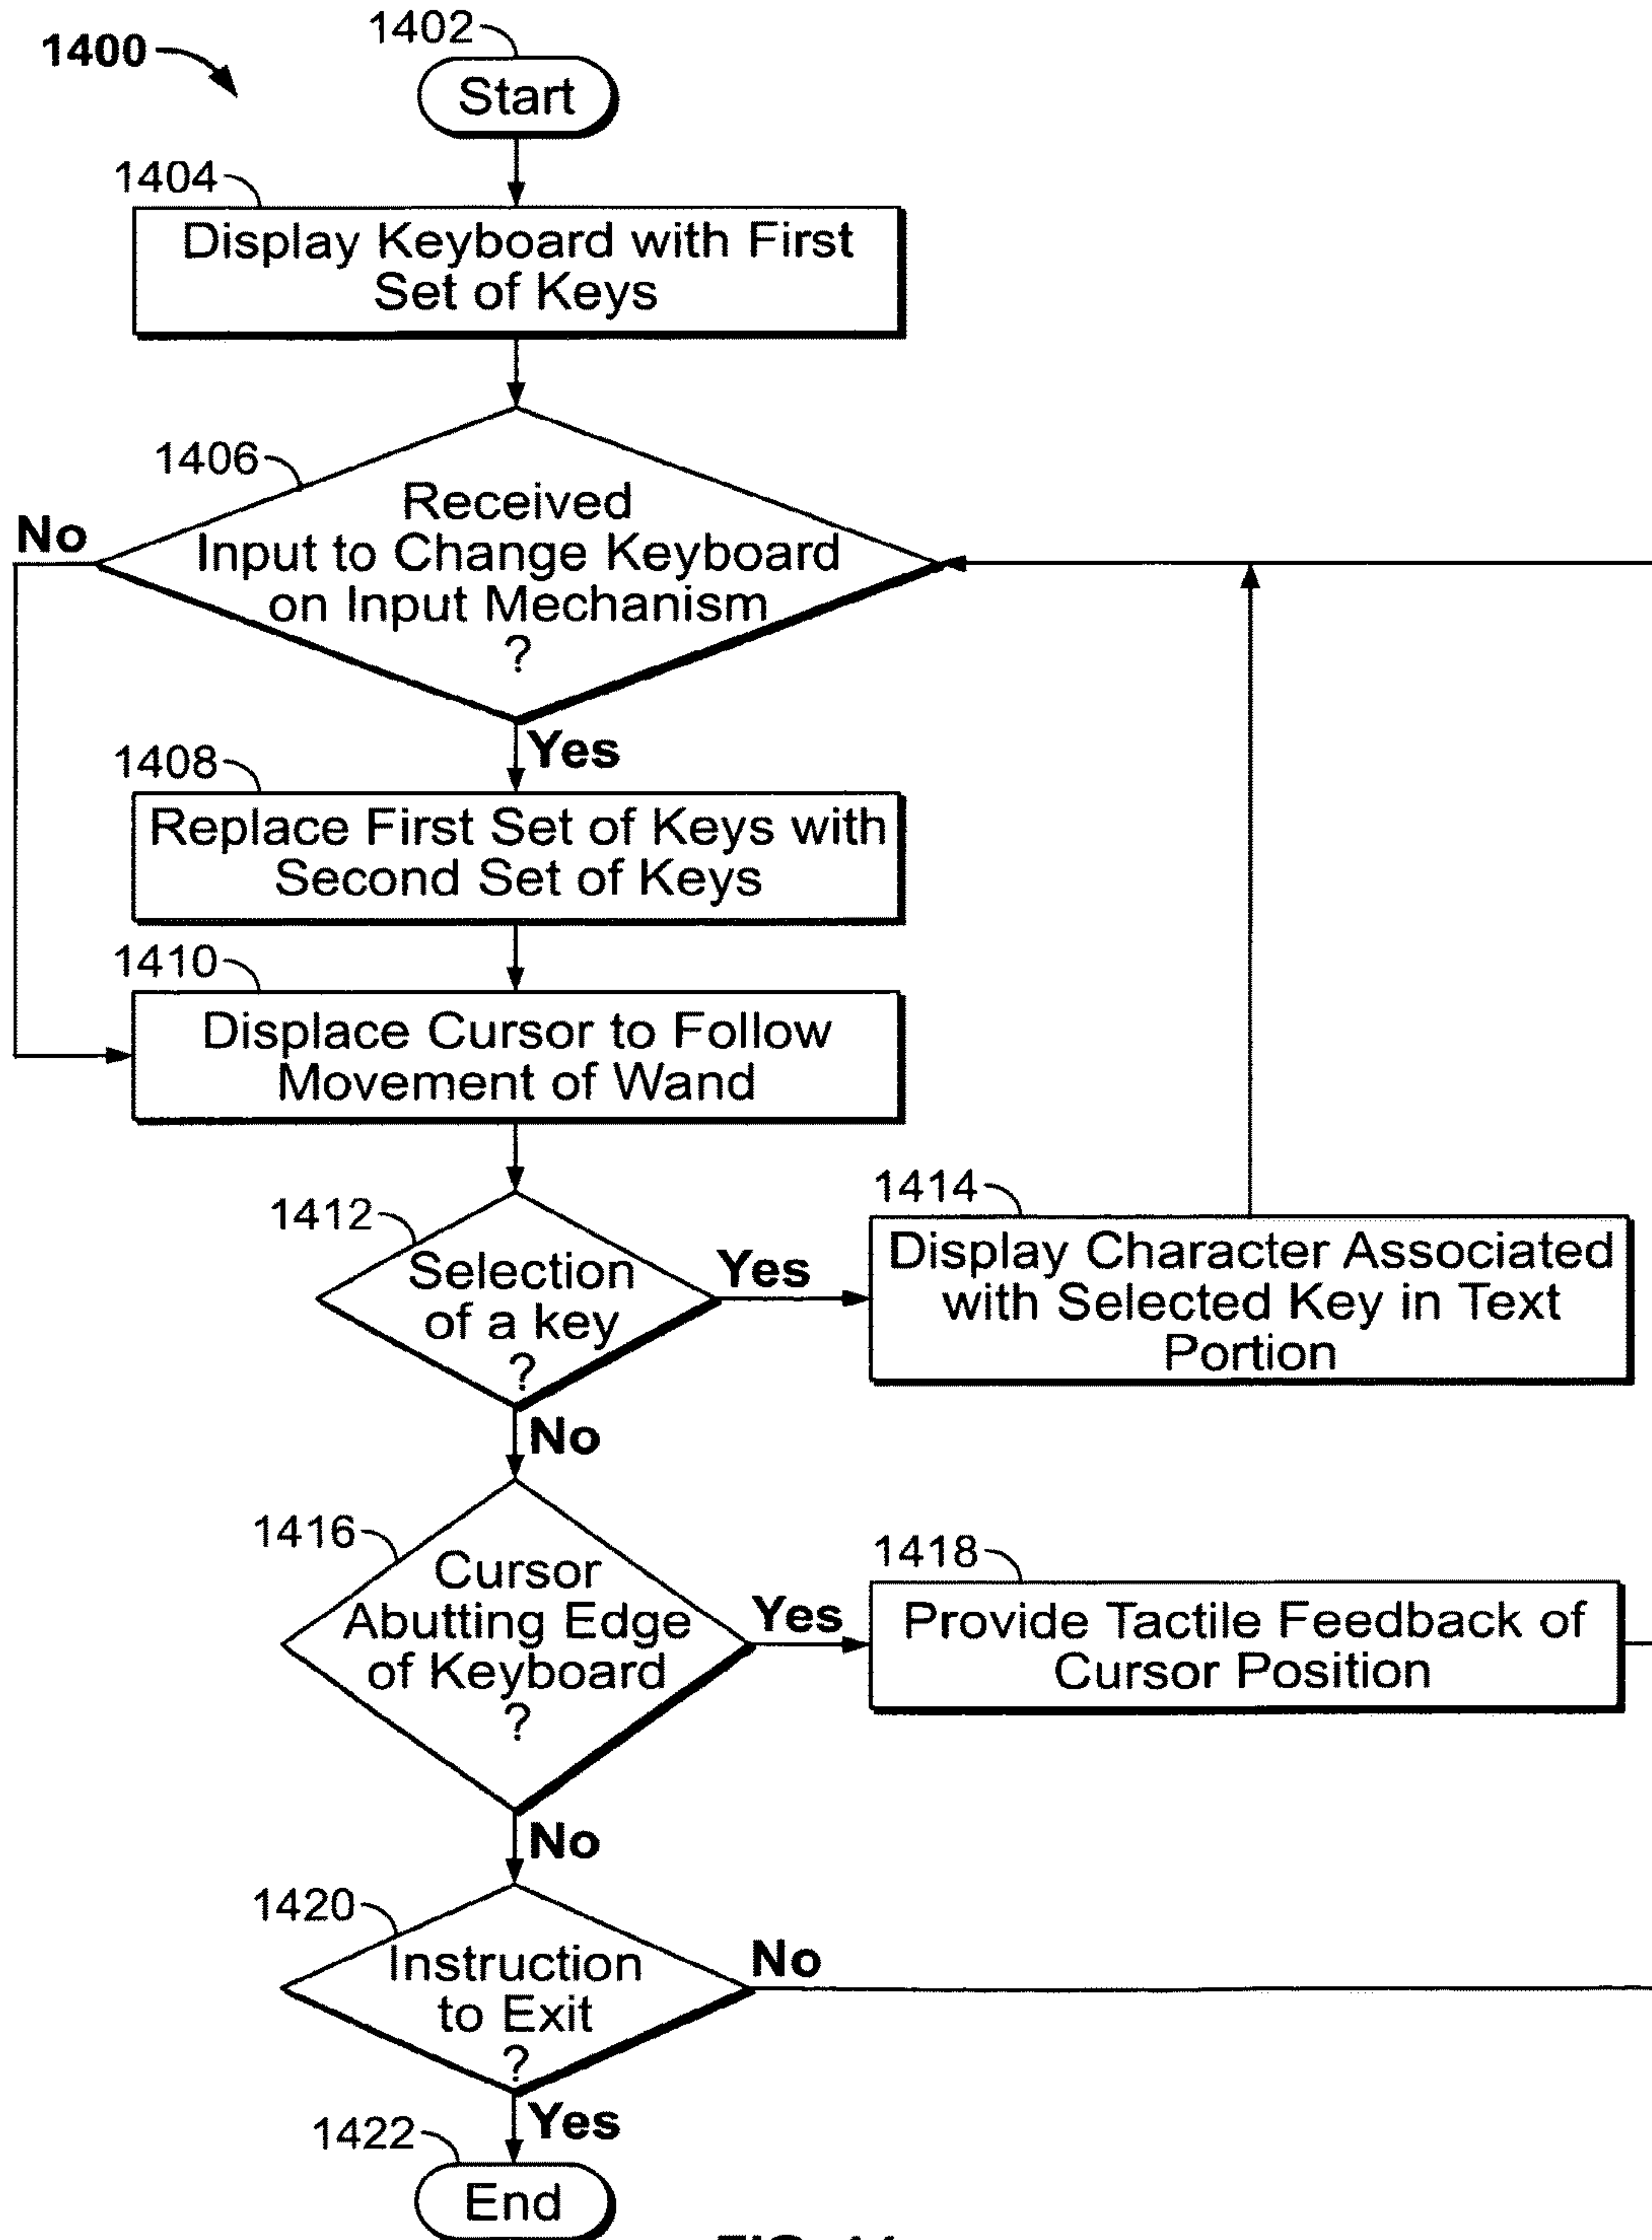 1400
1402
Start
1404
Display Keyboard with First
Set of Keys
1406
Received
Input to Change Keyboard
on Input Mechanism
?
No
Yes
1408
Replace First Set of Keys with
Second Set of Keys
1410
Displace Cursor to Follow
Movement of Wand
1412
Selection
of a key
?
Yes
1414
Display Character Associated
with Selected Key in Text
Portion
No
1416
Cursor
Abutting Edge
of Keyboard
?
Yes
1418
Provide Tactile Feedback of
Cursor Position
No
1420
Instruction
to Exit
?
No
Yes
1422
End